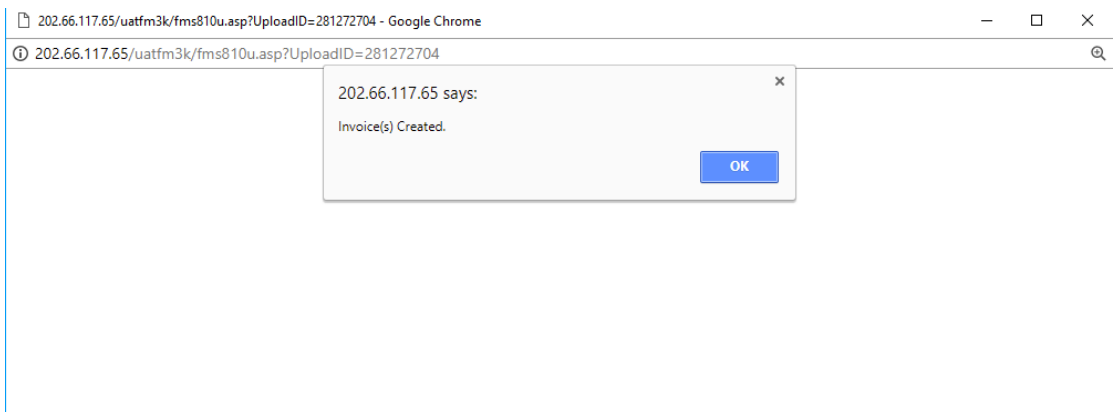 202.66.117.65/uatfm3k/fms810u.asp?UploadID=281272704 - Google Chrome
202.66.117.65/uatfm3k/fms810u.asp?UploadID=281272704
202.66.117.65 says:
Invoice(s) Created.
OK